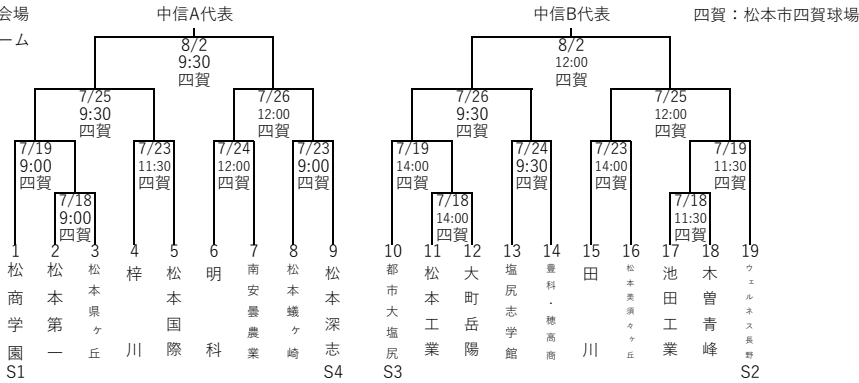 会場
中信A代表
中信B代表
四賀：松本市四賀球場
ーム
8/2
9:30
四賀
8/2
12:00
四賀
7/25
9:30
四賀
7/26
12:00
四賀
7/26
9:30
四賀
7/25
12:00
四賀
7/19
9:00
四賀
7/23
11:30
四賀
7/24
12:00
四賀
7/23
9:00
四賀
7/19
14:00
四賀
7/24
9:30
四賀
7/23
14:00
四賀
7/19
11:30
四賀
7/18
9:00
四賀
7/18
14:00
四賀
7/18
11:30
四賀
1
松商学園
S1
2
松本第一
3
松本県ヶ丘
4
梓川
5
松本国際
6
明科
7
南安曇農業
8
松本蟻ヶ崎
9
松本深志
S4
10
都市大塩尻
S3
11
松本工業
12
大町岳陽
13
塩尻志学館
14
豊科・穂高商
15
田川
16
松本美須々ヶ丘
17
池田工業
18
木曽青峰
19
ウェルネス長野
S2